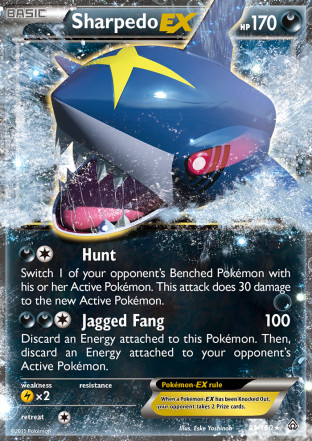 BASIC Sharpedo EX HP 170
Hunt
Switch 1 of your opponent's Benched Pokémon with
his or her Active Pokémon. This attack does 30 damage
to the new Active Pokémon.
Jagged Fang 100
Discard an Energy attached to this Pokémon. Then,
discard an Energy attached to your opponent's
Active Pokémon.
weakness resistance
×2
retreat
Pokémon-EX rule
When a Pokémon-EX has been Knocked Out,
your opponent takes 2 Prize cards.
Illus. Eske Yoshinob
©2015 Pokémon